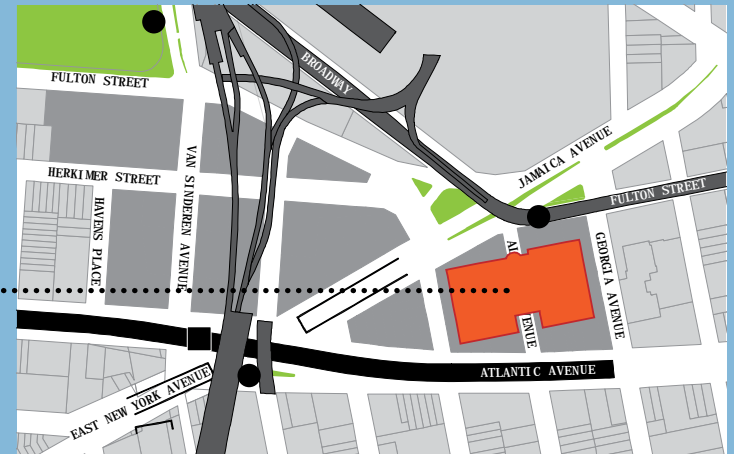 FULTON STREET
BROADWAY
JAMAICA AVENUE
HERKIMER STREET
VAN SINDEREN AVENUE
FULTON STREET
HAVENS PLACE
GEORGIA AVENUE
ENUE
ATLANTIC AVENUE
EAST NEW YORK AVENUE